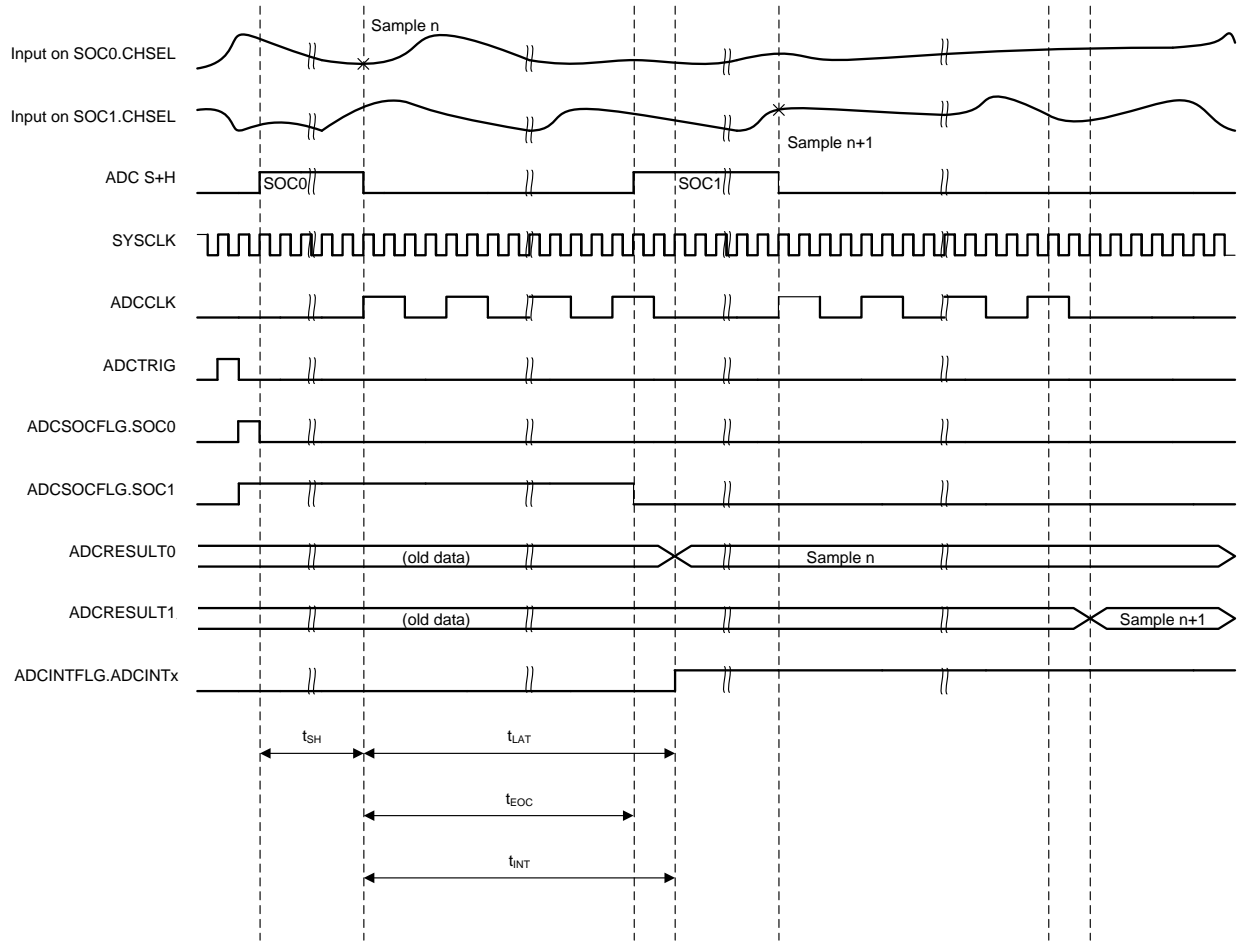 Sample n
Input on SOC0.CHSEL
Input on SOC1.CHSEL
Sample n+1
ADC S+H
SOC0
SOC1
SYSCLK
ADCCLK
ADCTRIG
ADCSOCFLG.SOC0
ADCSOCFLG.SOC1
ADCRESULT0
(old data)
Sample n
ADCRESULT1
(old data)
Sample n+1
ADCINTFLG.ADCINTx
tSH
tLAT
tEOC
tINT